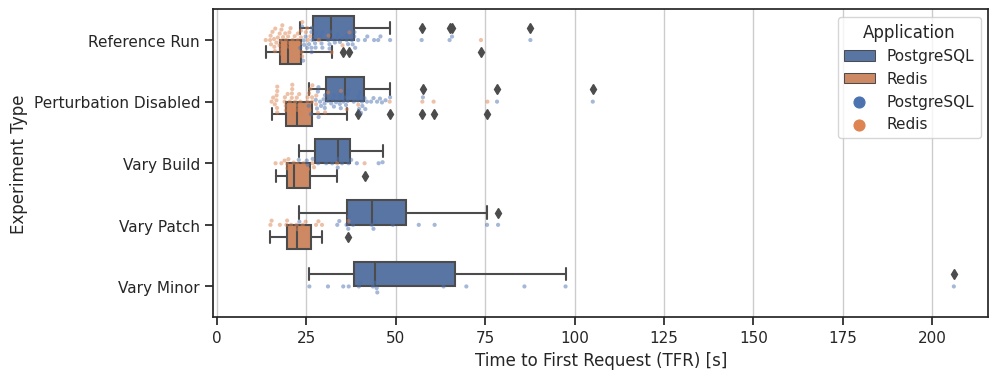 Application
PostgreSQL
Redis
PostgreSQL
Redis
Experiment Type
Reference Run
Perturbation Disabled
Vary Build
Vary Patch
Vary Minor
0 25 50 75 100 125 150 175 200
Time to First Request (TFR) [s]